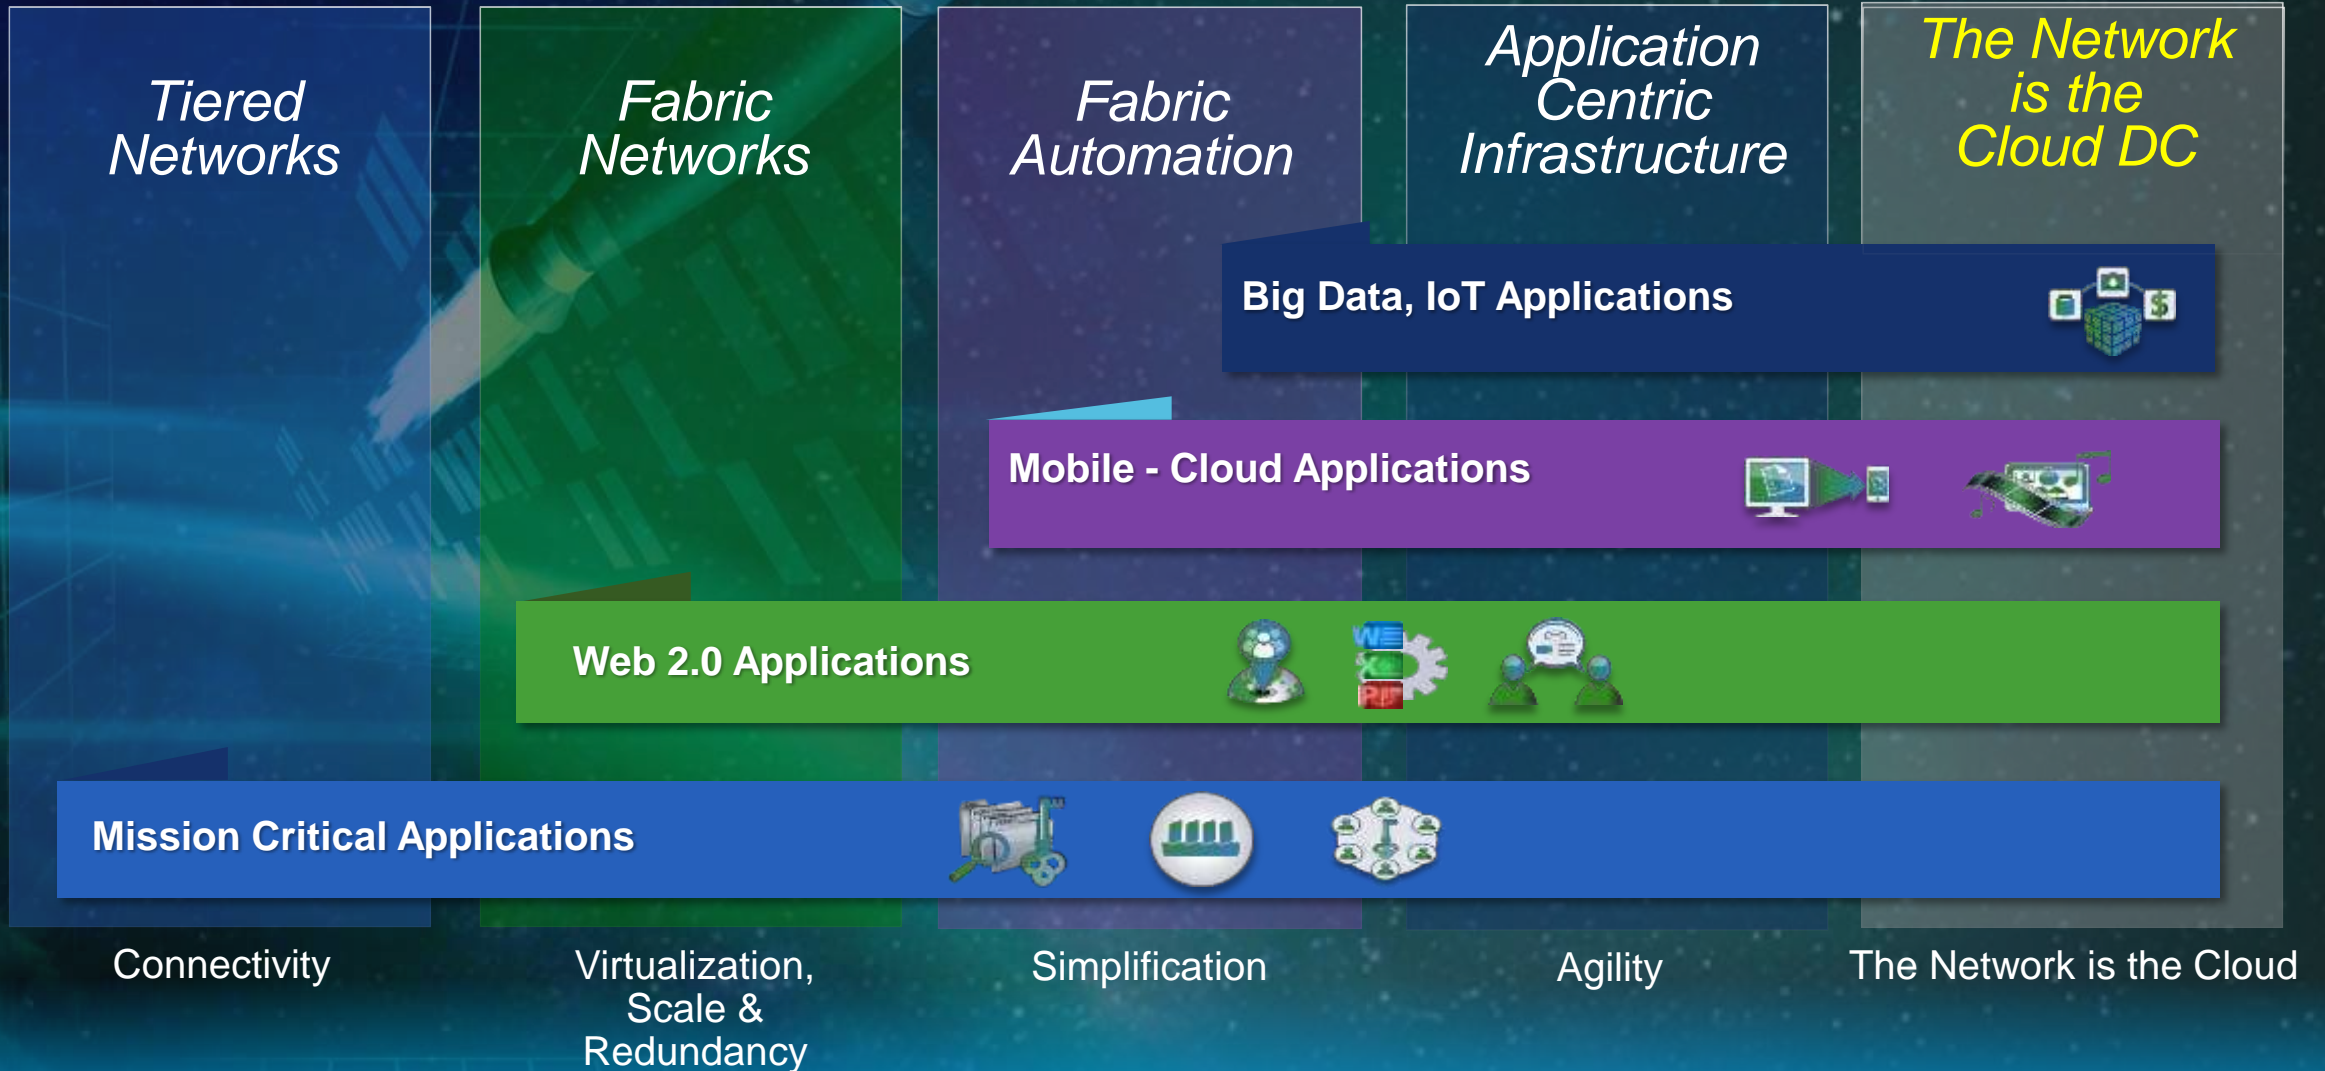 Tiered
Networks
Fabric
Networks
Fabric
Automation
Application
Centric
Infrastructure
The Network
is the
Cloud DC
Big Data, IoT Applications
$
Mobile - Cloud Applications
Web 2.0 Applications
W
X
Mission Critical Applications
Connectivity
Virtualization,
Scale &
Redundancy
Simplification
Agility
The Network is the Cloud